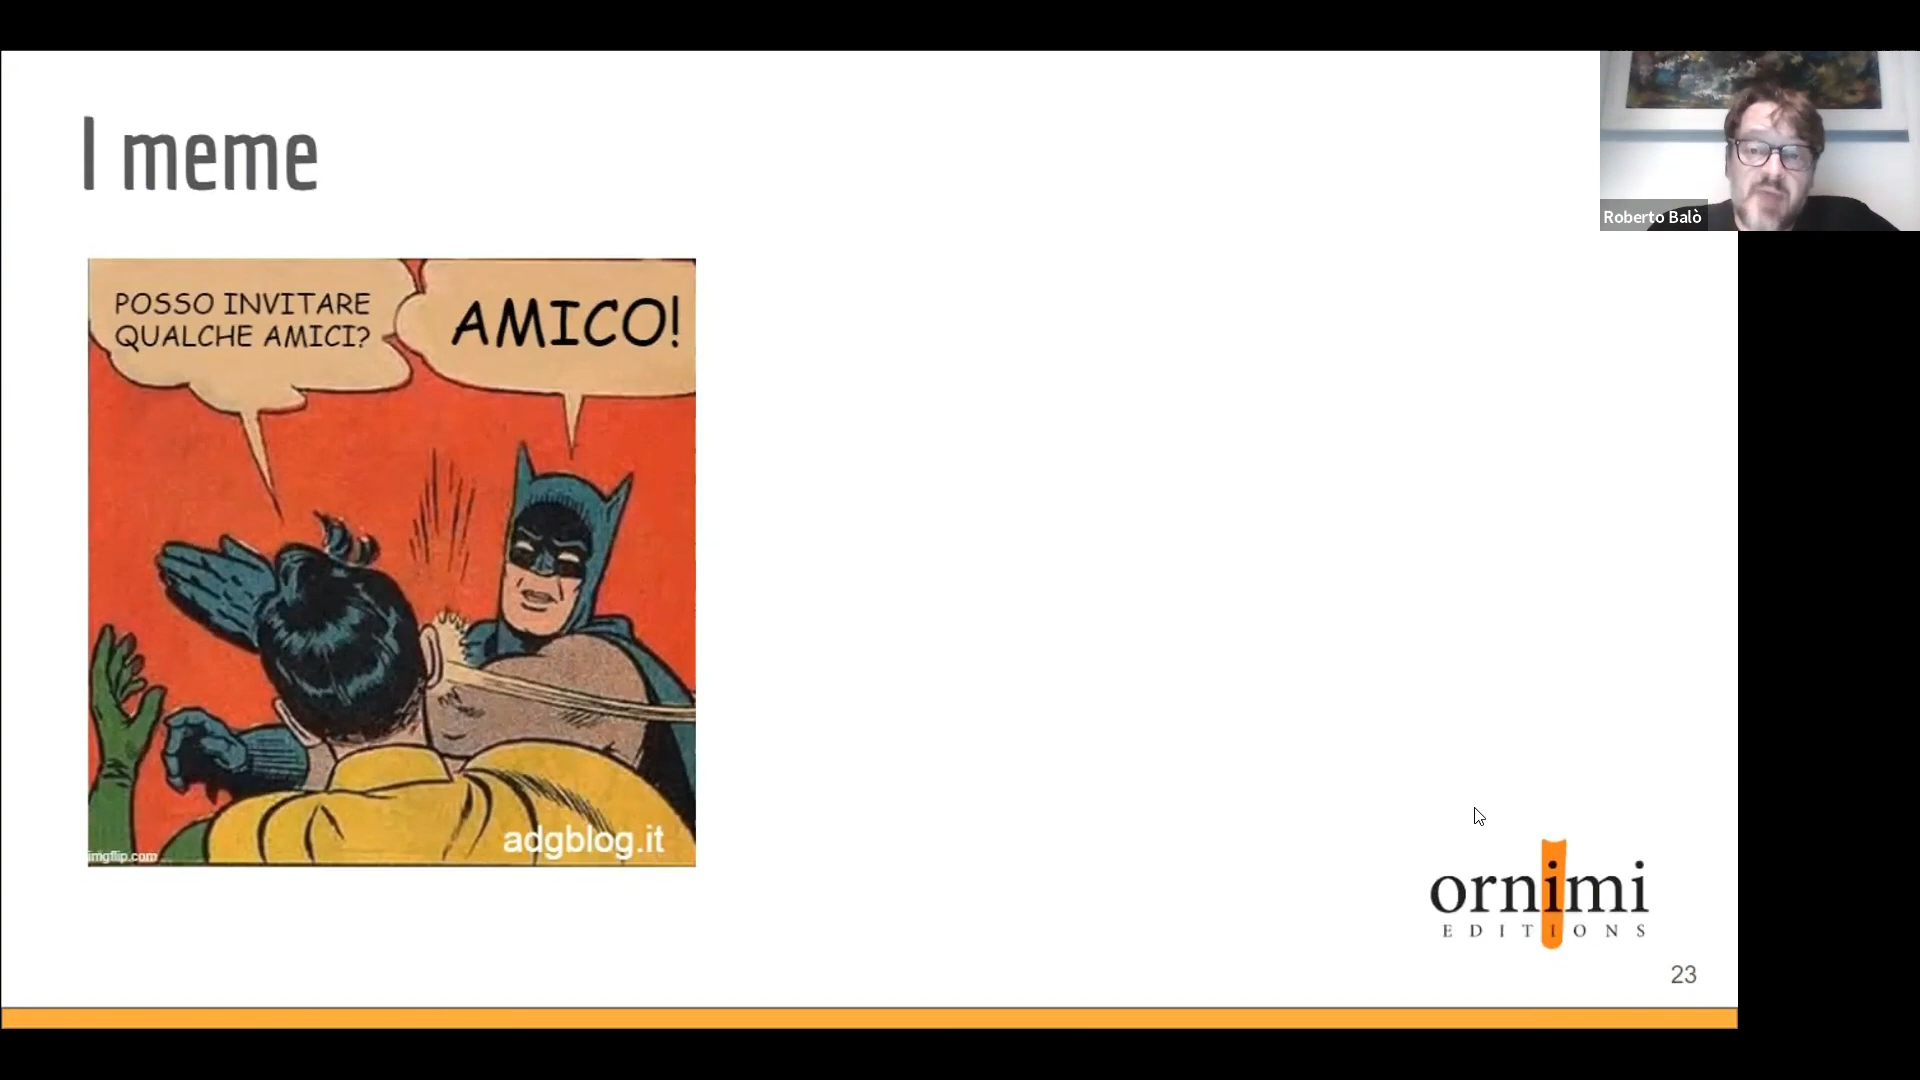 I meme
POSSO INVITARE
QUALCHE AMICI?
AMICO!
adgblog.it
imgflip.com
Roberto Balò
ornimi
EDITIONS
23